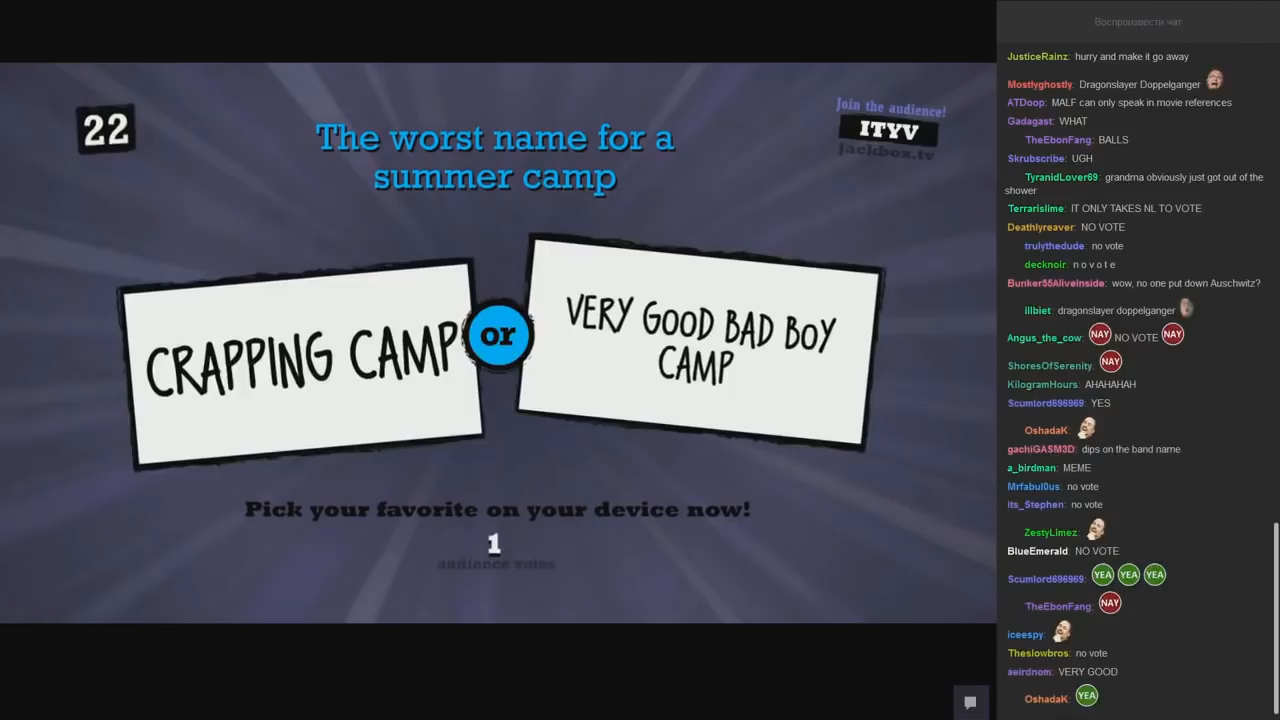 22
The worst name for a
summer camp
Join the audience!
ITYV
jackbox.tv
CRAPPING CAMP
or
VERY GOOD BAD BOY
CAMP
Pick your favorite on your device now!
1
audience votes
Воспроизвести чат
JusticeRainz: hurry and make it go away
Mostlyghostly: Dragonslayer Doppelganger
ATDoop: MALF can only speak in movie references
Gadagast: WHAT
TheEbonFang: BALLS
Skrubscribe: UGH
TyranidLover69: grandma obviously just got out of the
shower
Terrarislime: IT ONLY TAKES NL TO VOTE
Deathlyreaver: NO VOTE
trulythedude: no vote
decknoir: n o v o t e
Bunker55AliveInside: wow, no one put down Auschwitz?
illbiet: dragonslayer doppelganger
Angus_the_cow: NAY NO VOTE NAY
ShoresOfSerenity: NAY
KilogramHours: AHAHAHAH
Scumlord696969: YES
OshadaK:
gachiGASM3D: dips on the band name
a_birdman: MEME
Mrfabul0us: no vote
its_Stephen: no vote
ZestyLimez:
BlueEmerald: NO VOTE
Scumlord696969: YEA YEA YEA
TheEbonFang: NAY
iceespy:
Theslowbros: no vote
aeirdnom: VERY GOOD
OshadaK: YEA